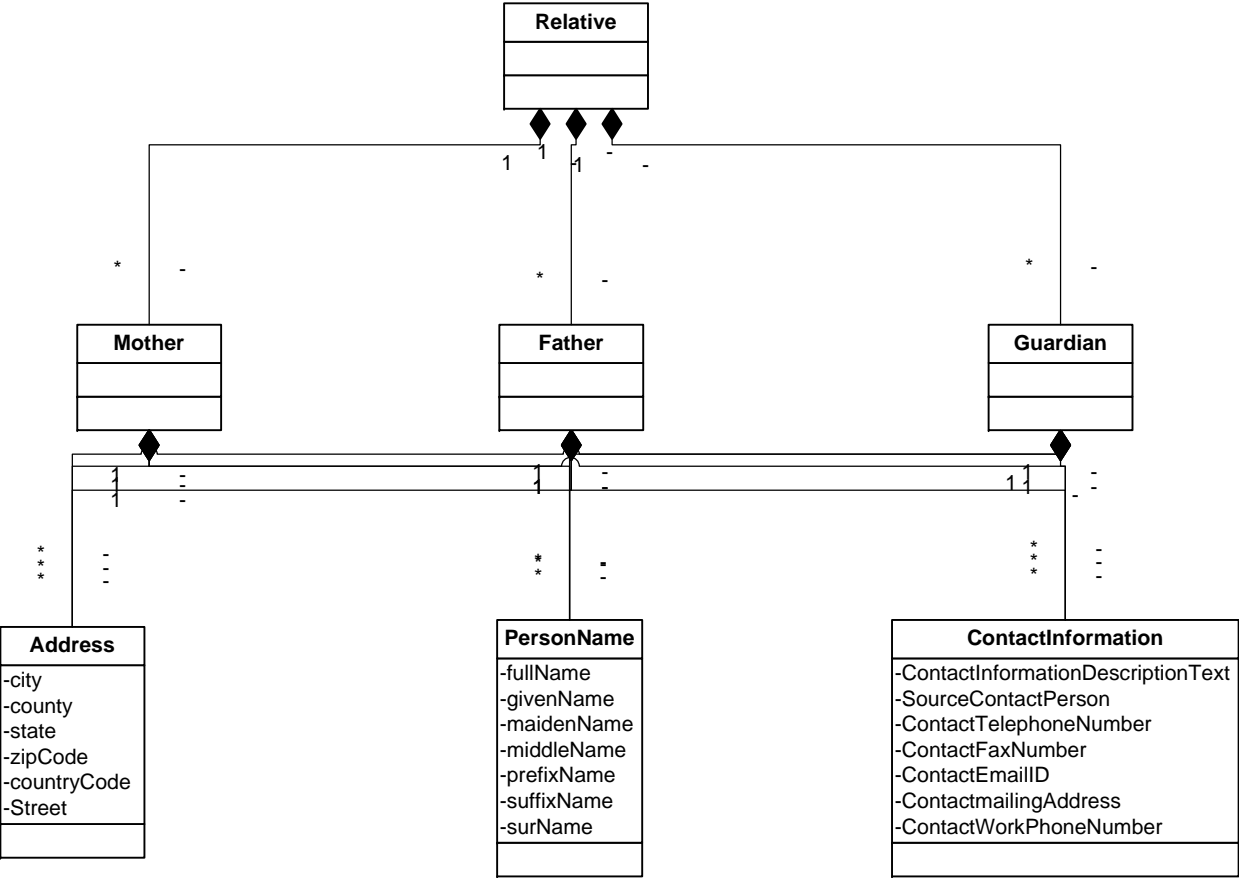 Relative
1
1
-
-1
-
-
*
-
*
-
*
-
Mother
Father
Guardian
1
1
1
-
-
-
1
1
-
-
1
1
1
-
-
-
*
*
*
-
-
-
*
*
*
-
-
-
*
*
*
-
-
-
Address
-city
-county
-state
-zipCode
-countryCode
-Street
PersonName
-fullName
-givenName
-maidenName
-middleName
-prefixName
-suffixName
-surName
ContactInformation
-ContactInformationDescriptionText
-SourceContactPerson
-ContactTelephoneNumber
-ContactFaxNumber
-ContactEmailID
-ContactmailingAddress
-ContactWorkPhoneNumber